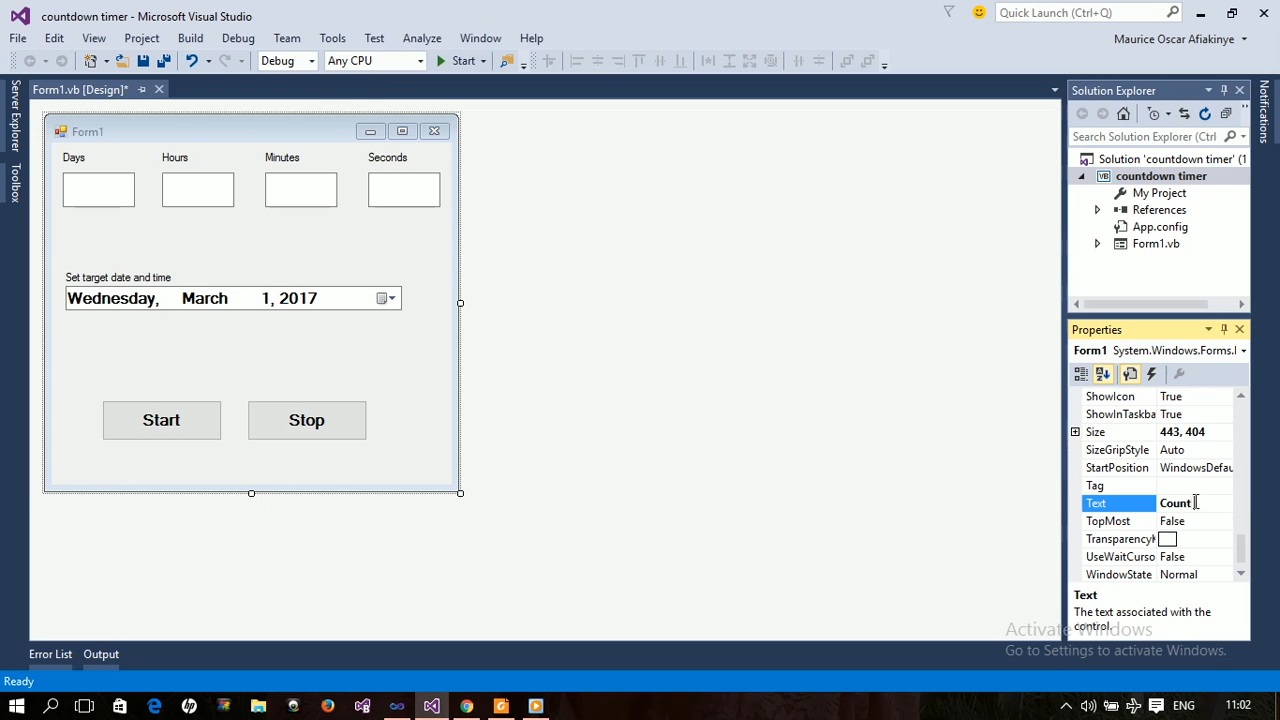 countdown timer - Microsoft Visual Studio
Quick Launch (Ctrl+Q)
File Edit View Project Build Debug Team Tools Test Analyze Window Help
Maurice Oscar Afiakinye
Debug Any CPU Start
Form1.vb [Design]*
Server Explorer
Toolbox
Form1
Days Hours Minutes Seconds
Set target date and time
Wednesday, March 1, 2017
Start Stop
Solution Explorer
Search Solution Explorer (Ctrl
Solution 'countdown timer' (1
VB countdown timer
My Project
References
App.config
Form1.vb
Notifications
Properties
Form1 System.Windows.Forms.
ShowIcon True
ShowInTaskba True
Size 443, 404
SizeGripStyle Auto
StartPosition WindowsDefau
Tag
Text Count
TopMost False
Transparency
UseWaitCurso False
WindowState Normal
Text
The text associated with the
control.
Activate Windows
Go to Settings to activate Windows.
Error List Output
Ready
ENG 11:02